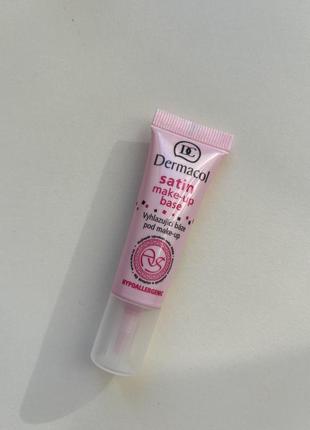 DC
Dermacol
satin
make-up
base
Vyhlazující báze
pod make-up
HYPOALLERGENIC